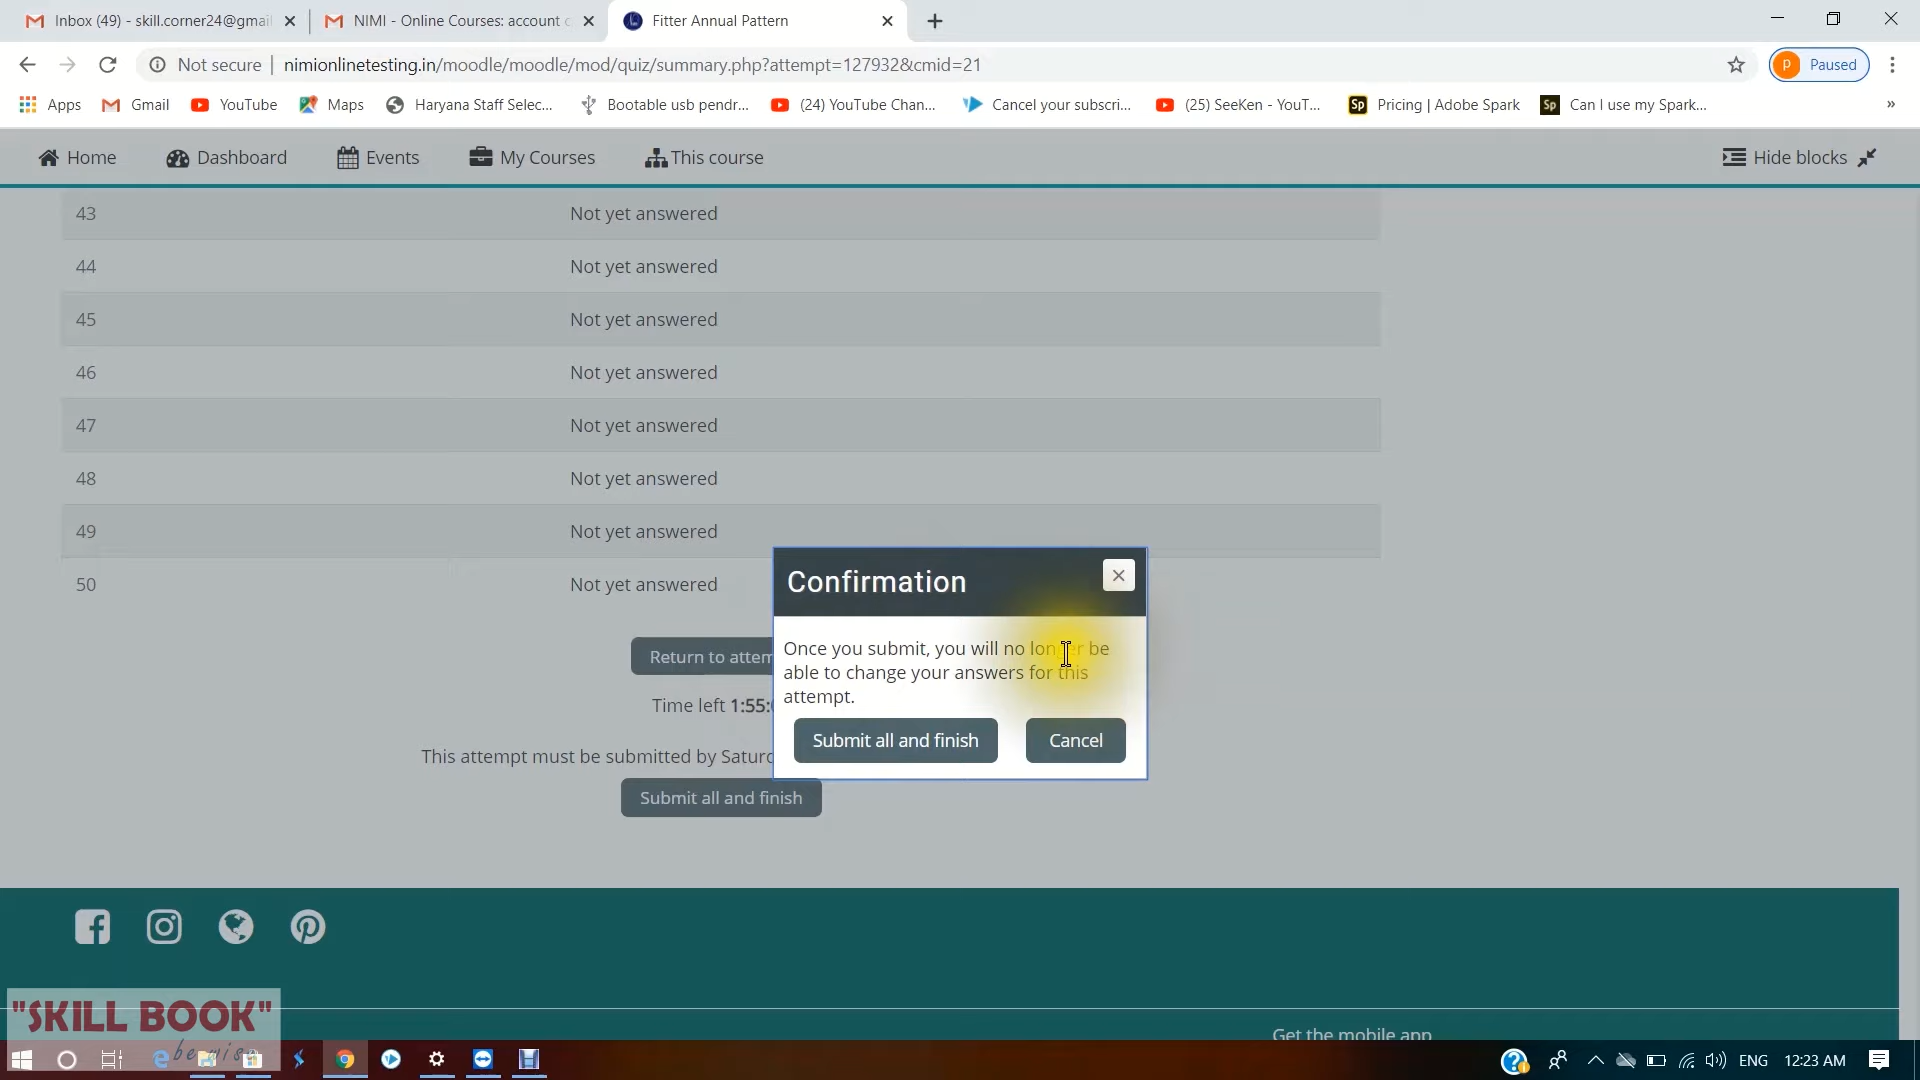 Inbox (49) - skill.corner24@gmai
NIMI - Online Courses: account c
Fitter Annual Pattern
Not secure | nimionlinetesting.in/moodle/moodle/mod/quiz/summary.php?attempt=127932&cmid=21
P Paused
Apps Gmail YouTube Maps Haryana Staff Selec... Bootable usb pendr... (24) YouTube Chan... Cancel your subscri... (25) SeeKen - YouT... Sp Pricing | Adobe Spark Sp Can I use my Spark... »
Home Dashboard Events My Courses This course Hide blocks
43 Not yet answered
44 Not yet answered
45 Not yet answered
46 Not yet answered
47 Not yet answered
48 Not yet answered
49 Not yet answered
50 Not yet answered
Confirmation
Once you submit, you will no longer be
able to change your answers for this
attempt.
Submit all and finish Cancel
Return to attem
Time left 1:55:
This attempt must be submitted by Saturd
Submit all and finish
Get the mobile app
"SKILL BOOK"
be wise
ENG 12:23 AM